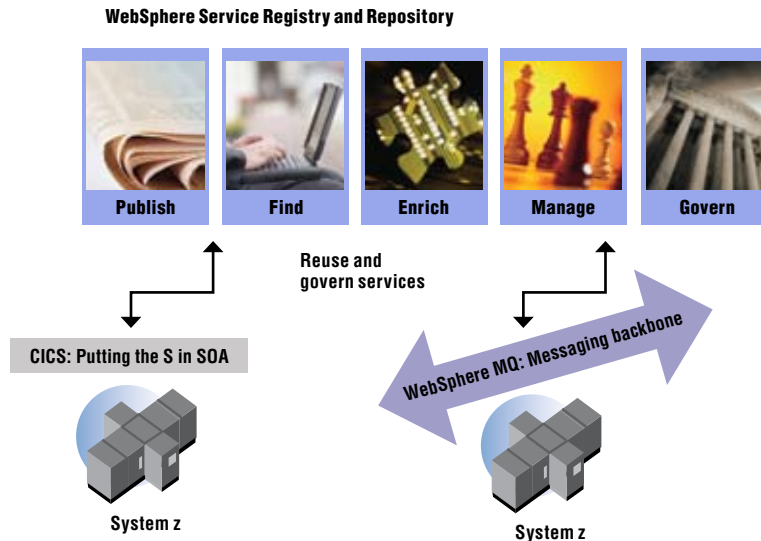 WebSphere Service Registry and Repository
Publish
Find
Enrich
Manage
Govern
Reuse and
govern services
CICS: Putting the S in SOA
WebSphere MQ: Messaging backbone
System z
System z